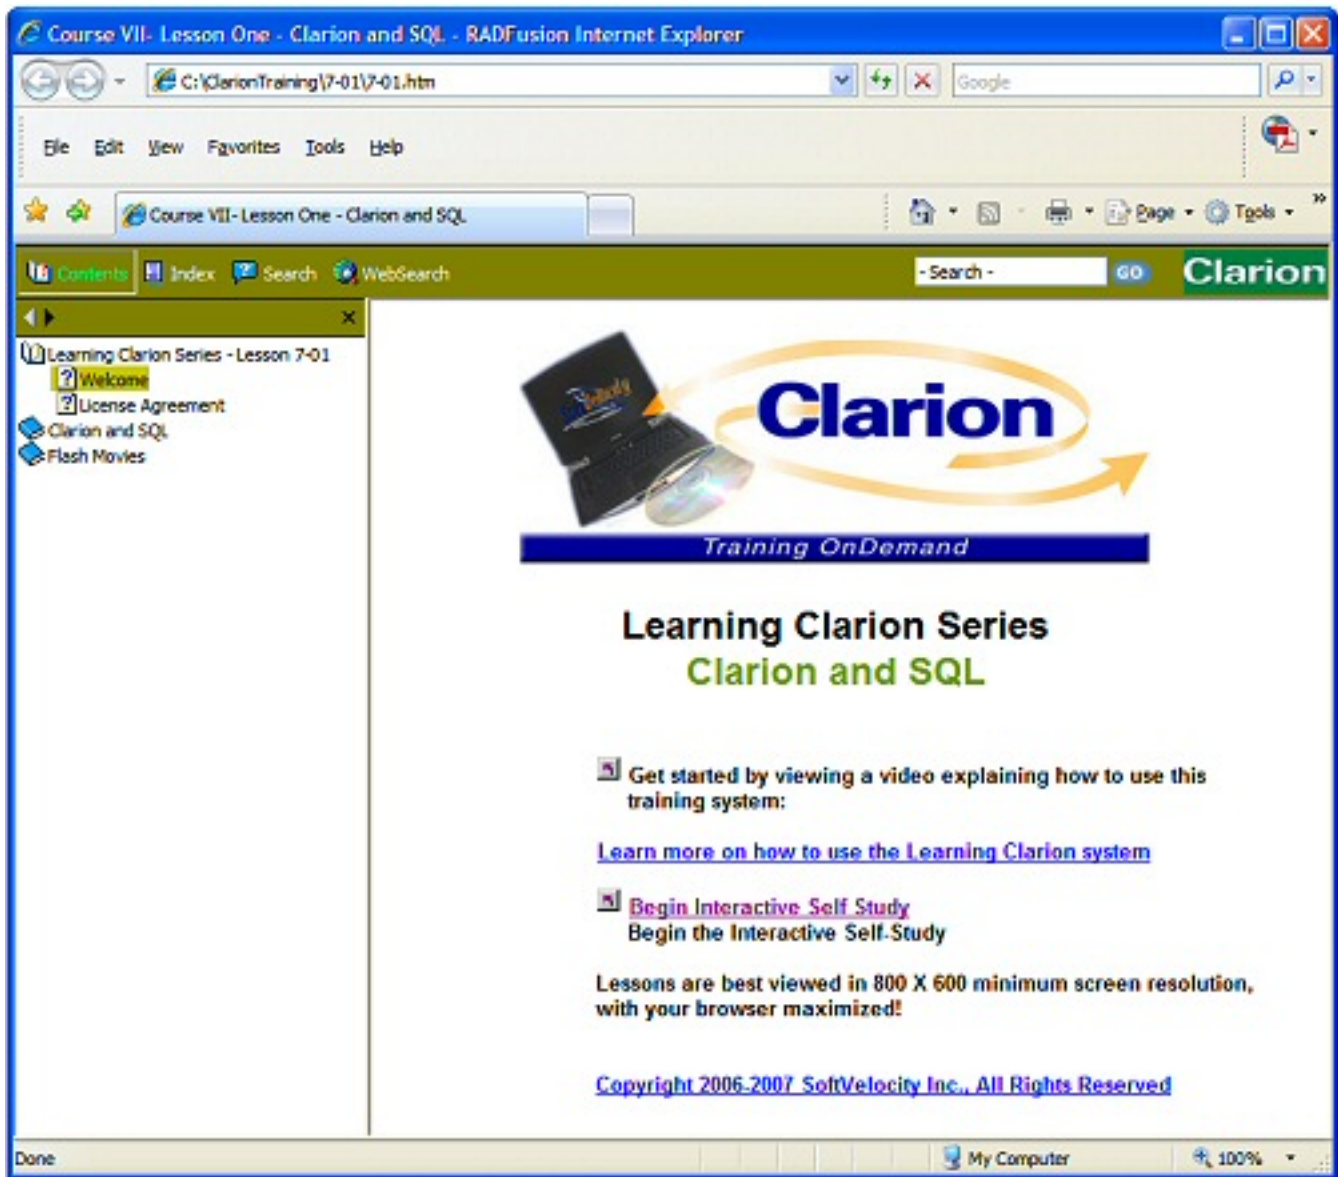 Course VII- Lesson One - Clarion and SQL - RADFusion Internet Explorer
C:\ClarionTraining\7-01\7-01.htm
Google
File Edit View Favorites Tools Help
Course VII- Lesson One - Clarion and SQL
Page Tools
Contents Index Search WebSearch
- Search - GO Clarion
Learning Clarion Series - Lesson 7-01
Welcome
License Agreement
Clarion and SQL
Flash Movies
Clarion
Training OnDemand
Learning Clarion Series
Clarion and SQL
Get started by viewing a video explaining how to use this
training system:
Learn more on how to use the Learning Clarion system
Begin Interactive Self Study
Begin the Interactive Self-Study
Lessons are best viewed in 800 X 600 minimum screen resolution,
with your browser maximized!
Copyright 2006-2007 SoftVelocity Inc., All Rights Reserved
Done My Computer 100%